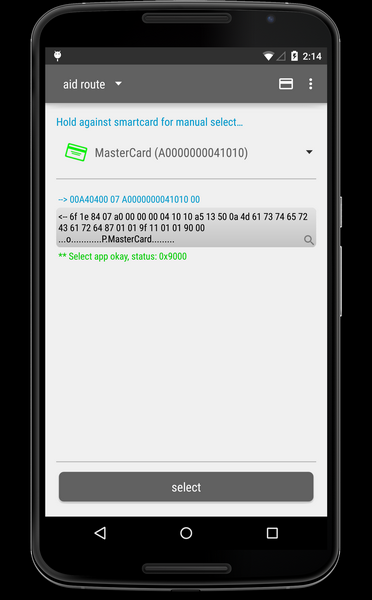 2:14
aid route
Hold against smartcard for manual select...
MasterCard (A0000000041010)
--> 00A40400 07 A0000000041010 00
<-- 6f 1e 84 07 a0 00 00 00 04 10 10 a5 13 50 0a 4d 61 73 74 65 72
43 61 72 64 87 01 01 9f 11 01 01 90 00
...o............P.MasterCard.........
** Select app okay, status: 0x9000
select